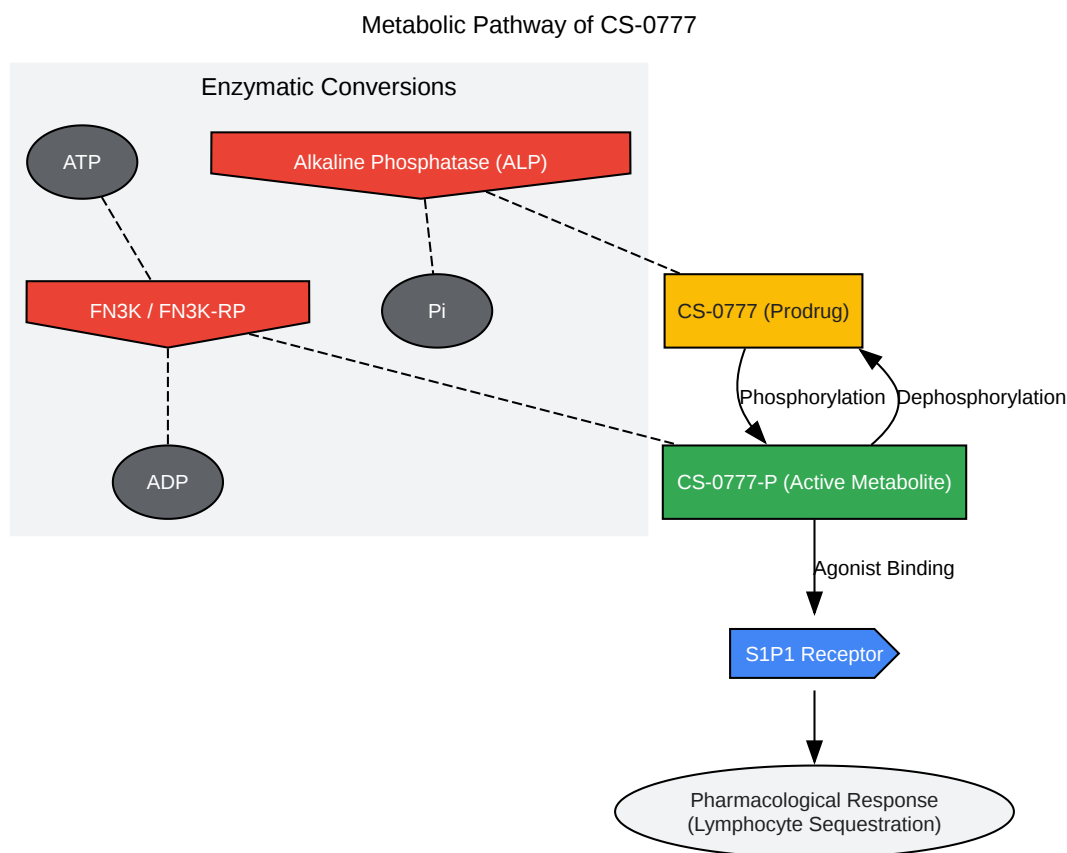 Metabolic Pathway of CS-0777
Enzymatic Conversions
ATP
Alkaline Phosphatase (ALP)
FN3K / FN3K-RP
Pi
CS-0777 (Prodrug)
Phosphorylation
Dephosphorylation
ADP
CS-0777-P (Active Metabolite)
Agonist Binding
S1P1 Receptor
Pharmacological Response
(Lymphocyte Sequestration)